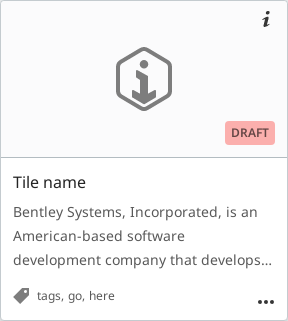 DRAFT
Tile name
Bentley Systems, Incorporated, is an
American-based software
development company that develops...
tags, go, here